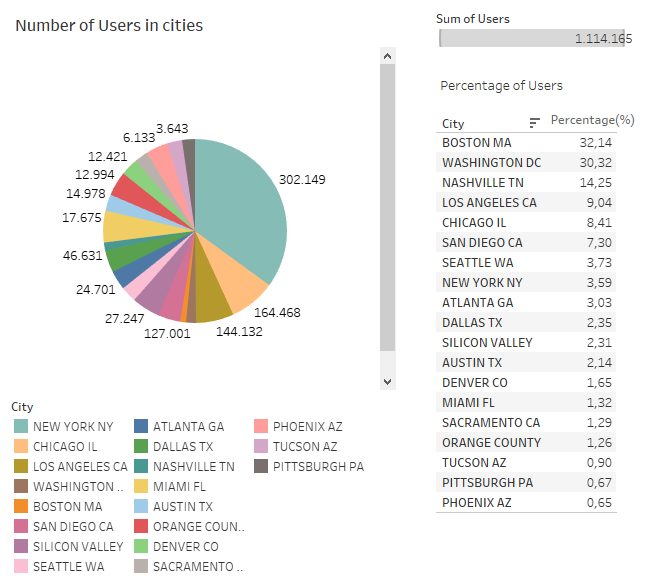 Number of Users in cities
3.643
6.133
12.421
12.994
14.978
17.675
46.631
24.701
27.247
127.001
144.132
164.468
302.149
City
NEW YORK NY
CHICAGO IL
LOS ANGELES CA
WASHINGTON ..
BOSTON MA
SAN DIEGO CA
SILICON VALLEY
SEATTLE WA
ATLANTA GA
DALLAS TX
NASHVILLE TN
MIAMI FL
AUSTIN TX
ORANGE COUN..
DENVER CO
SACRAMENTO ..
PHOENIX AZ
TUCSON AZ
PITTSBURGH PA
Sum of Users
1.114.165
Percentage of Users
City Percentage(%)
BOSTON MA 32,14
WASHINGTON DC 30,32
NASHVILLE TN 14,25
LOS ANGELES CA 9,04
CHICAGO IL 8,41
SAN DIEGO CA 7,30
SEATTLE WA 3,73
NEW YORK NY 3,59
ATLANTA GA 3,03
DALLAS TX 2,35
SILICON VALLEY 2,31
AUSTIN TX 2,14
DENVER CO 1,65
MIAMI FL 1,32
SACRAMENTO CA 1,29
ORANGE COUNTY 1,26
TUCSON AZ 0,90
PITTSBURGH PA 0,67
PHOENIX AZ 0,65